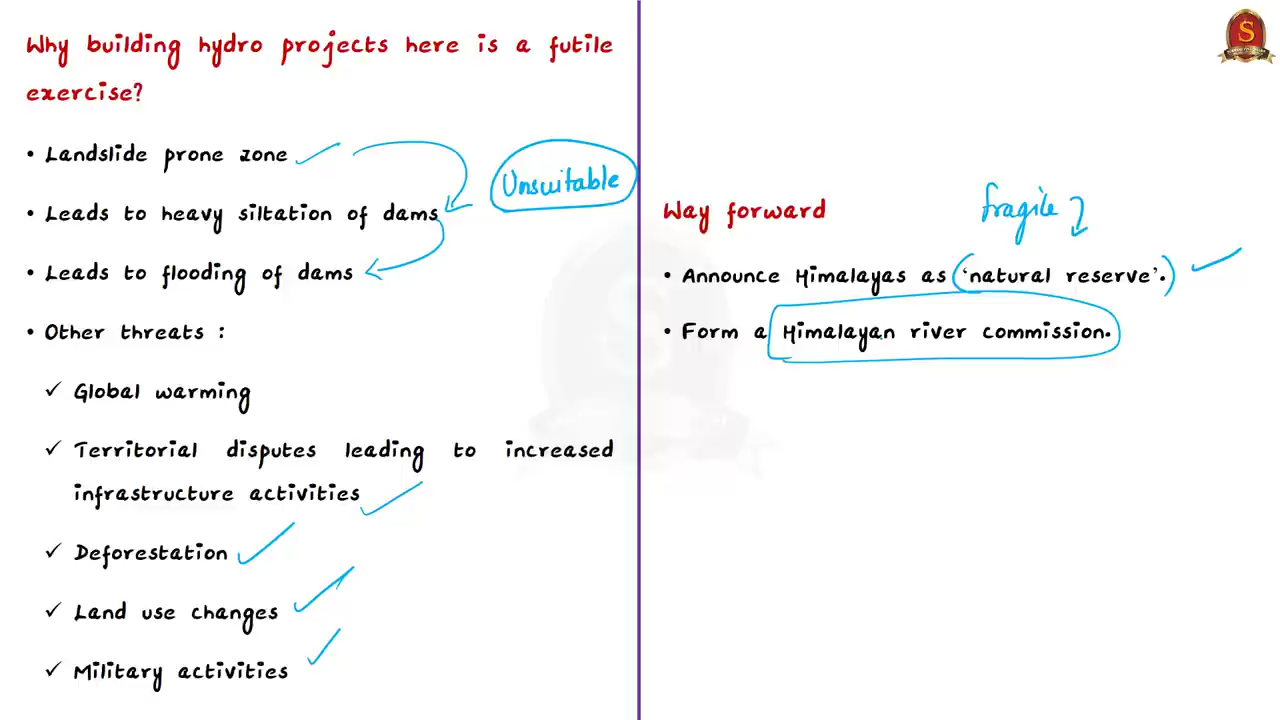 Why building hydro projects here is a futile
exercise?
• Landslide prone zone
Unsuitable
• Leads to heavy siltation of dams
• Leads to flooding of dams
• Other threats :
✓ Global warming
✓ Territorial disputes leading to increased
infrastructure activities
✓ Deforestation
✓ Land use changes
✓ Military activities
S
Way forward
fragile
• Announce Himalayas as ('natural reserve'.)
• Form a Himalayan river commission.